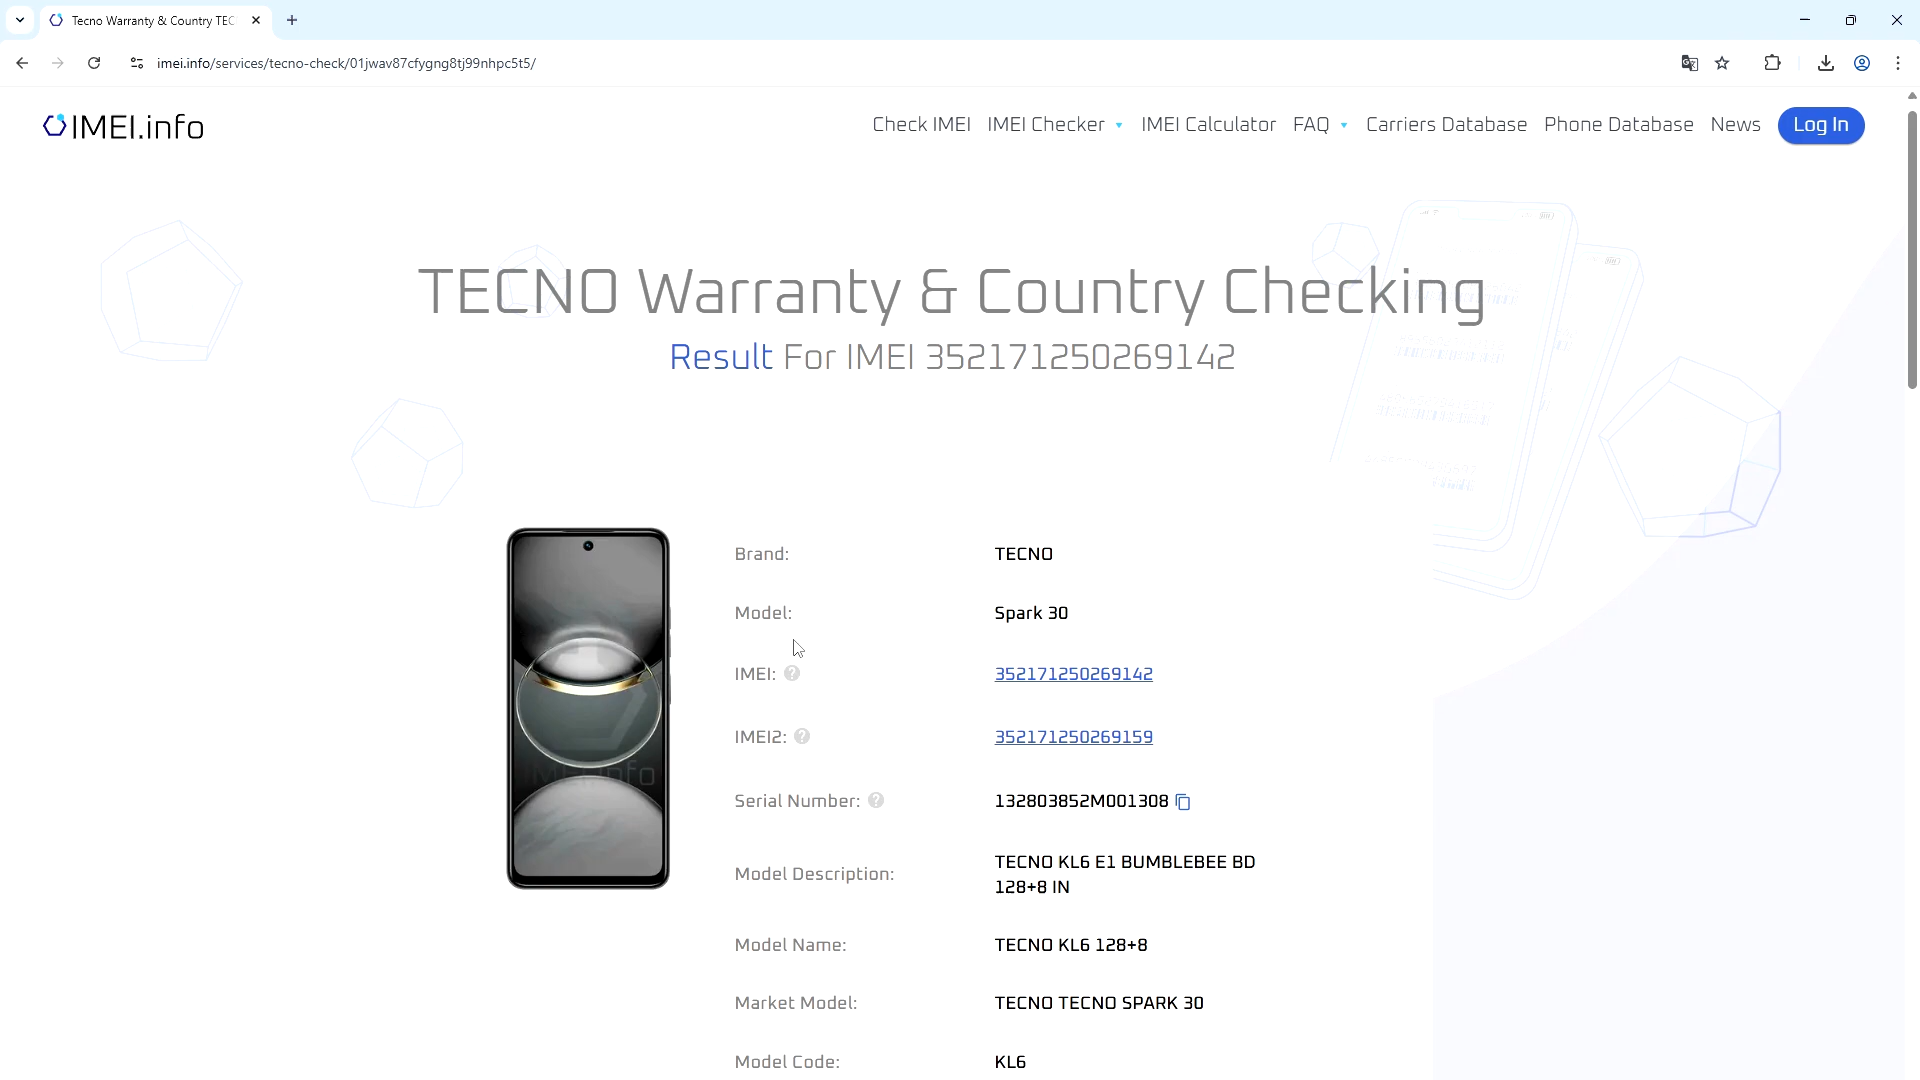 Tecno Warranty & Country TEC
imei.info/services/tecno-check/01jwav87cfygng8tj99nhpc5t5/
IMEI.info
Check IMEI IMEI Checker IMEI Calculator FAQ Carriers Database Phone Database News Log In
TECNO Warranty & Country Checking
Result For IMEI 352171250269142
Brand: TECNO
Model: Spark 30
IMEI: ? 352171250269142
IMEI2: ? 352171250269159
Serial Number: ? 132803852M001308
Model Description: TECNO KL6 E1 BUMBLEBEE BD
128+8 IN
Model Name: TECNO KL6 128+8
Market Model: TECNO TECNO SPARK 30
Model Code: KL6
IMEI.info